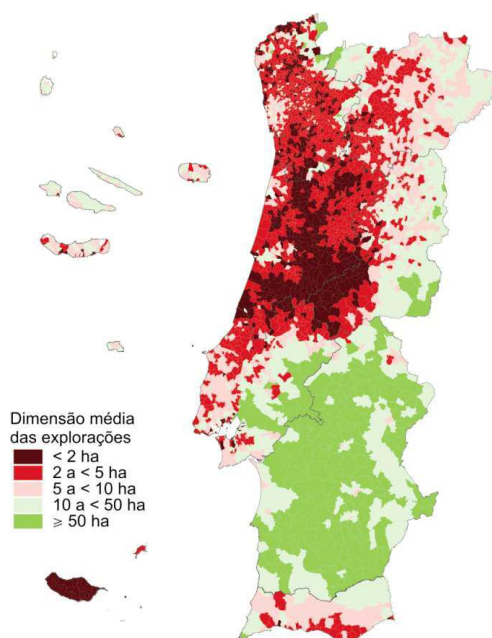 Dimensão média
das explorações
< 2 ha
2 a < 5 ha
5 a < 10 ha
10 a < 50 ha
⩾ 50 ha